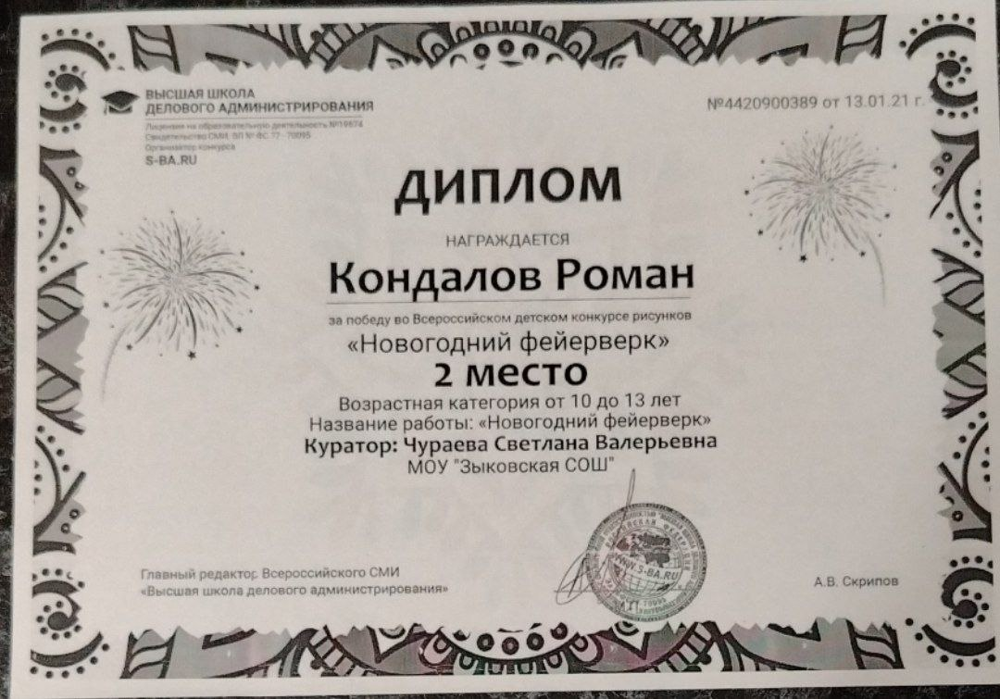 ВЫСШАЯ ШКОЛА
ДЕЛОВОГО АДМИНИСТРИРОВАНИЯ
Лицензия на образовательную деятельность №19674
Свидетельство СМИ: ЭЛ № ФС 77 - 70095
Организатор конкурса
S-BA.RU
№4420900389 от 13.01.21 г.
ДИПЛОМ
НАГРАЖДАЕТСЯ
Кондалов Роман
за победу во Всероссийском детском конкурсе рисунков
«Новогодний фейерверк»
2 место
Возрастная категория от 10 до 13 лет
Название работы: «Новогодний фейерверк»
Куратор: Чураева Светлана Валерьевна
МОУ "Зыковская СОШ"
Главный редактор Всероссийского СМИ
«Высшая школа делового администрирования»
РОССИЙСКАЯ ФЕДЕРАЦИЯ
WWW.S-BA.RU
70095
А.В. Скрипов